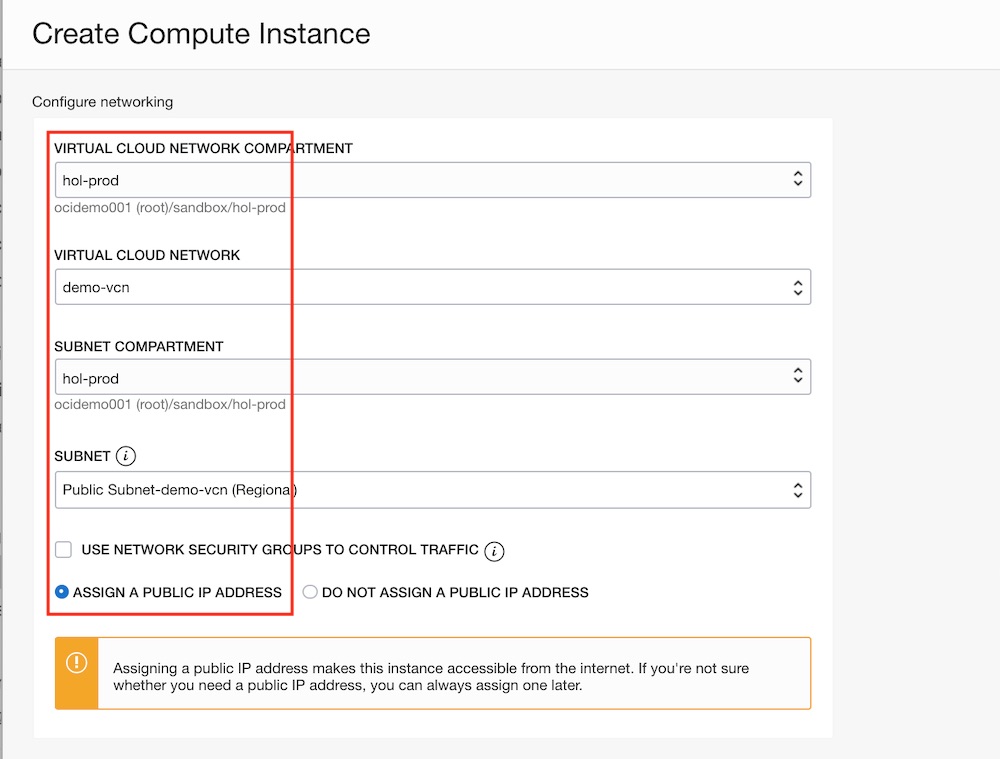 Create Compute Instance
Configure networking
VIRTUAL CLOUD NETWORK COMPARTMENT
hol-prod
ocidemo001 (root)/sandbox/hol-prod
VIRTUAL CLOUD NETWORK
demo-vcn
SUBNET COMPARTMENT
hol-prod
ocidemo001 (root)/sandbox/hol-prod
SUBNET i
Public Subnet-demo-vcn (Regional)
USE NETWORK SECURITY GROUPS TO CONTROL TRAFFIC i
ASSIGN A PUBLIC IP ADDRESS DO NOT ASSIGN A PUBLIC IP ADDRESS
Assigning a public IP address makes this instance accessible from the internet. If you're not sure
whether you need a public IP address, you can always assign one later.